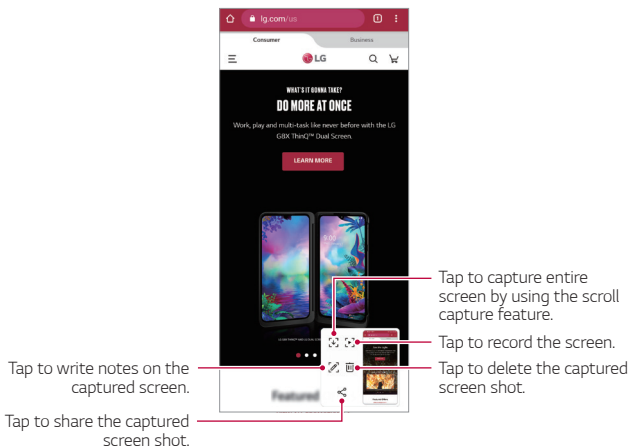 lg.com/us
1
Consumer
Business
LG
WHAT'S IT GONNA TAKE?
DO MORE AT ONCE
Work, play and multi-task like never before with the LG
G8X ThinQ™ Dual Screen.
LEARN MORE
Tap to capture entire
screen by using the scroll
capture feature.
Tap to record the screen.
Tap to write notes on the
captured screen.
Tap to delete the captured
screen shot.
Featured
Tap to share the captured
screen shot.